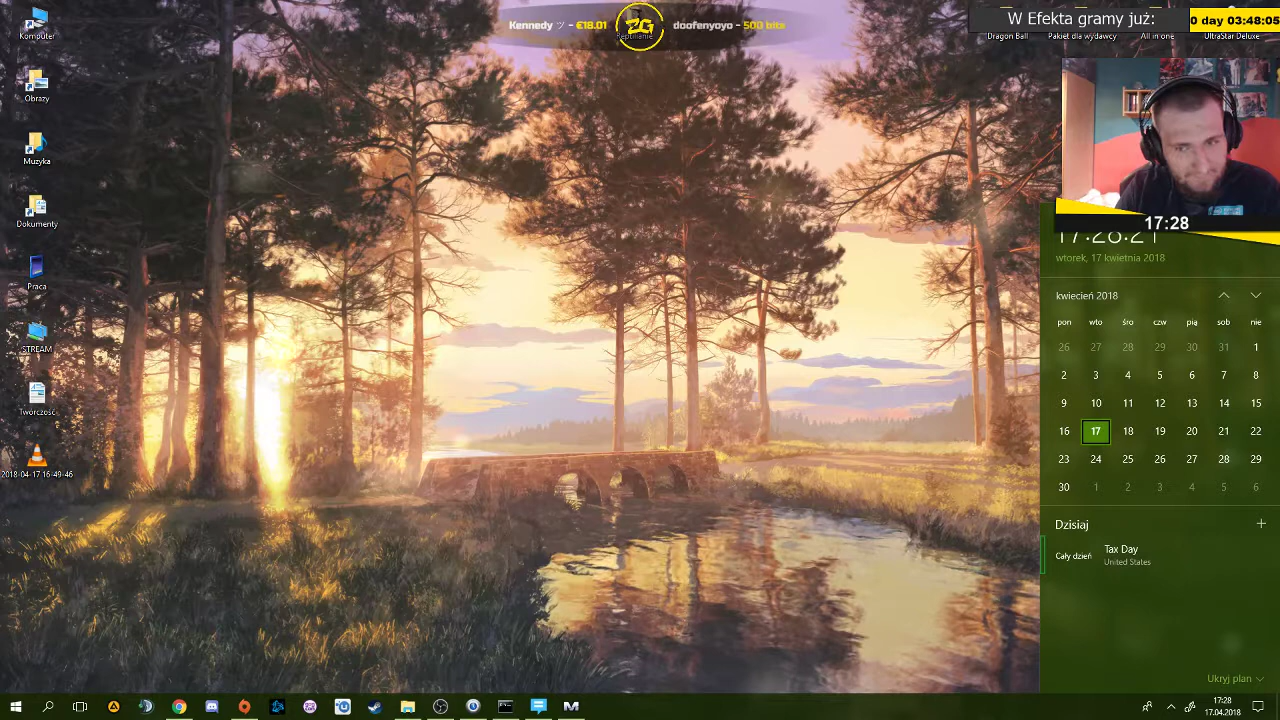 Komputer
Obrazy
Muzyka
Dokumenty
Praca
STREAM
Twórczość
2018-04-17 16-49-46
Kennedy ツ - €18.01
ZG
Reptilianie
doofenyoyo - 500 bits
W Efekta gramy już:
0 day 03:48:05
Dragon Ball
Pakiet dla wydawcy
All in one
UltraStar Deluxe
17:28
wtorek, 17 kwietnia 2018
kwiecień 2018
pon wto śro czw pią sob nie
26 27 28 29 30 31 1
2 3 4 5 6 7 8
9 10 11 12 13 14 15
16 17 18 19 20 21 22
23 24 25 26 27 28 29
30 1 2 3 4 5 6
Dzisiaj
Cały dzień
Tax Day
United States
Ukryj plan
17:28
17.04.2018